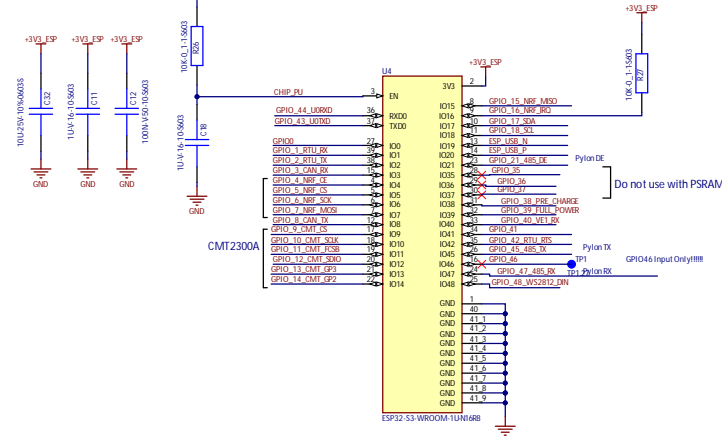 +3V3_ESP
+3V3_ESP
+3V3_ESP
+3V3_ESP
+3V3_ESP
10U-25V-10%-0603S
C32
1U-V-16-10-S603
C11
C12
100N-V-50-10-S603
GND
GND
GND
10K-0_1-1-S603
R26
1U-V-16-10-S603
C18
GND
10K-0_1-1-S603
R27
U4
CHIP_PU 3 EN
GPIO_44_U0RXD 36 RXD0
GPIO_43_U0TXD 37 TXD0
GPIO0 27 IO0
GPIO_1_RTU_RX 39 IO1
GPIO_2_RTU_TX 38 IO2
GPIO_3_CAN_RX 15 IO3
GPIO_4_NRF_CE 4 IO4
GPIO_5_NRF_CS 5 IO5
GPIO_6_NRF_SCK 6 IO6
GPIO_7_NRF_MOSI 7 IO7
GPIO_8_CAN_TX 12 IO8
GPIO_9_CMT_CS 17 IO9
GPIO_10_CMT_SCLK 18 IO10
GPIO_11_CMT_FCSB 19 IO11
GPIO_12_CMT_SDIO 20 IO12
GPIO_13_CMT_GP3 21 IO13
GPIO_14_CMT_GP2 22 IO14
CMT2300A
3V3 2
IO15 8 GPIO_15_NRF_MISO
IO16 9 GPIO_16_NRF_IRQ
IO17 10 GPIO_17_SDA
IO18 11 GPIO_18_SCL
IO19 13 ESP_USB_N
IO20 14 ESP_USB_P
IO21 23 GPIO_21_485_DE
Pylon DE
IO35 28 GPIO_35
IO36 29 GPIO_36
IO37 30 GPIO_37
Do not use with PSRAM
IO38 31 GPIO_38_PRE_CHARGE
IO39 32 GPIO_39_FULL_POWER
IO40 33 GPIO_40_VE1_RX
IO41 34 GPIO_41
IO42 35 GPIO_42_RTU_RTS
IO45 26 GPIO_45_485_TX
Pylon TX
IO46 16 GPIO_46
TP1
GPIO46 Input Only!!!!!!
IO47 24 GPIO_47_485_RX
Pylon RX
IO48 25 GPIO_48_WS2812_DIN
GND 1
GND 40
GND 41_1
GND 41_2
GND 41_3
GND 41_4
GND 41_5
GND 41_6
GND 41_7
GND 41_8
GND 41_9
ESP32-S3-WROOM-1U-N16R8
GND